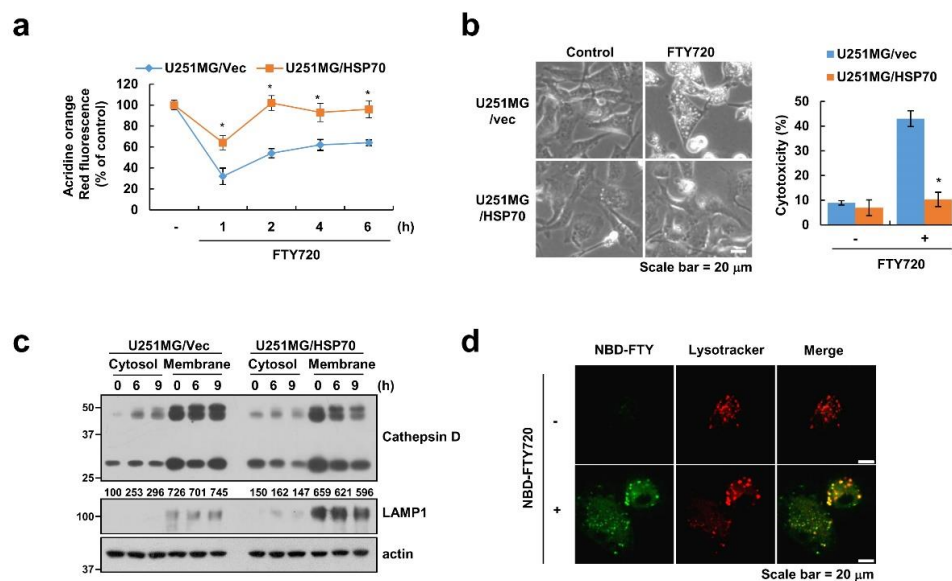 a
U251MG/Vec U251MG/HSP70
Acridine orange
Red fluorescence
(% of control)
120
100
80
60
40
20
0
* * * *
- 1 2 4 6 (h)
FTY720
b
Control FTY720
U251MG
/vec
U251MG
/HSP70
Scale bar = 20 μm
U251MG/vec
U251MG/HSP70
Cytotoxicity (%)
50
40
30
20
10
0
*
- +
FTY720
c
U251MG/Vec U251MG/HSP70
Cytosol Membrane Cytosol Membrane
0 6 9 0 6 9 0 6 9 0 6 9 (h)
50
37
25
Cathepsin D
100 253 296 726 701 745 150 162 147 659 621 596
100
LAMP1
actin
37
d
NBD-FTY Lysotracker Merge
NBD-FTY720
-
+
Scale bar = 20 μm